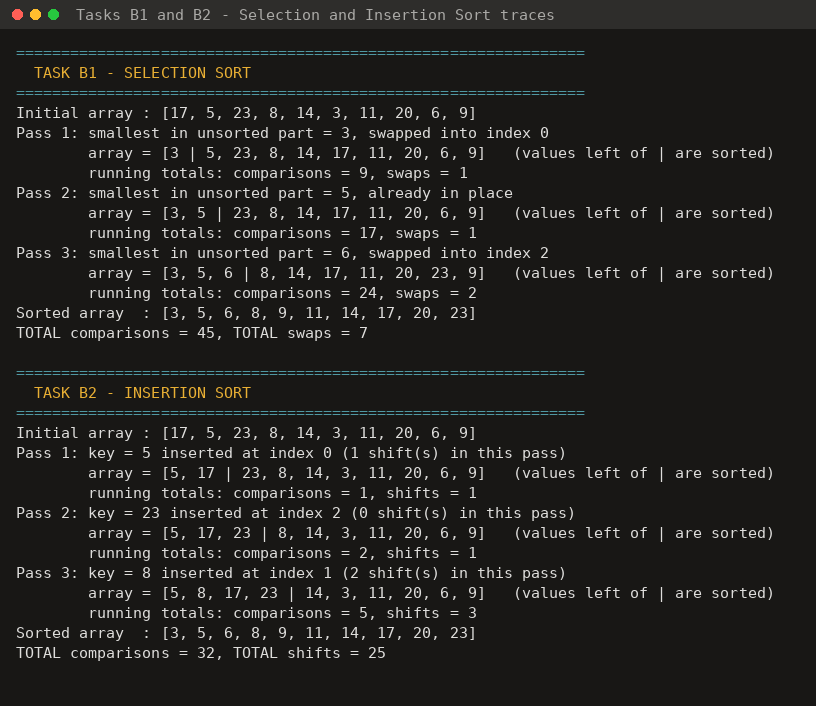 Tasks B1 and B2 - Selection and Insertion Sort traces
===============================================================
  TASK B1 - SELECTION SORT
===============================================================
Initial array : [17, 5, 23, 8, 14, 3, 11, 20, 6, 9]
Pass 1: smallest in unsorted part = 3, swapped into index 0
        array = [3 | 5, 23, 8, 14, 17, 11, 20, 6, 9]   (values left of | are sorted)
        running totals: comparisons = 9, swaps = 1
Pass 2: smallest in unsorted part = 5, already in place
        array = [3, 5 | 23, 8, 14, 17, 11, 20, 6, 9]   (values left of | are sorted)
        running totals: comparisons = 17, swaps = 1
Pass 3: smallest in unsorted part = 6, swapped into index 2
        array = [3, 5, 6 | 8, 14, 17, 11, 20, 23, 9]   (values left of | are sorted)
        running totals: comparisons = 24, swaps = 2
Sorted array  : [3, 5, 6, 8, 9, 11, 14, 17, 20, 23]
TOTAL comparisons = 45, TOTAL swaps = 7

===============================================================
  TASK B2 - INSERTION SORT
===============================================================
Initial array : [17, 5, 23, 8, 14, 3, 11, 20, 6, 9]
Pass 1: key = 5 inserted at index 0 (1 shift(s) in this pass)
        array = [5, 17 | 23, 8, 14, 3, 11, 20, 6, 9]   (values left of | are sorted)
        running totals: comparisons = 1, shifts = 1
Pass 2: key = 23 inserted at index 2 (0 shift(s) in this pass)
        array = [5, 17, 23 | 8, 14, 3, 11, 20, 6, 9]   (values left of | are sorted)
        running totals: comparisons = 2, shifts = 1
Pass 3: key = 8 inserted at index 1 (2 shift(s) in this pass)
        array = [5, 8, 17, 23 | 14, 3, 11, 20, 6, 9]   (values left of | are sorted)
        running totals: comparisons = 5, shifts = 3
Sorted array  : [3, 5, 6, 8, 9, 11, 14, 17, 20, 23]
TOTAL comparisons = 32, TOTAL shifts = 25